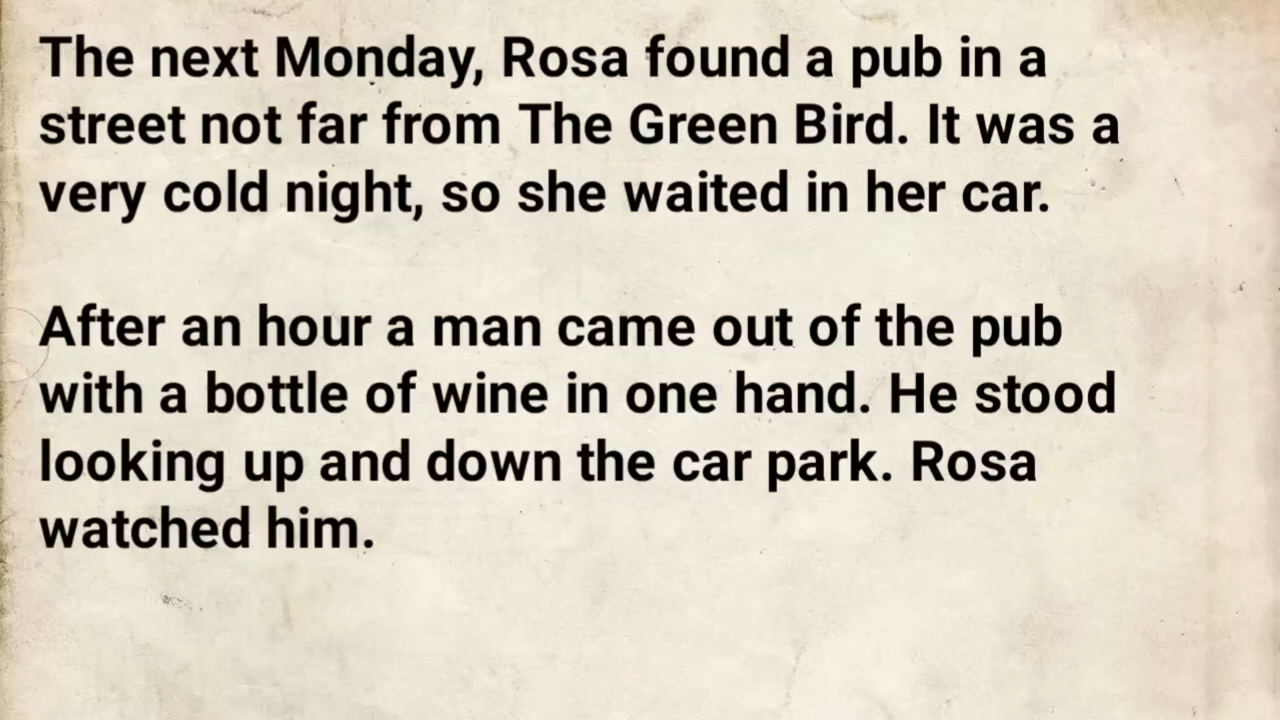 The next Monday, Rosa found a pub in a
street not far from The Green Bird. It was a
very cold night, so she waited in her car.
After an hour a man came out of the pub
with a bottle of wine in one hand. He stood
looking up and down the car park. Rosa
watched him.